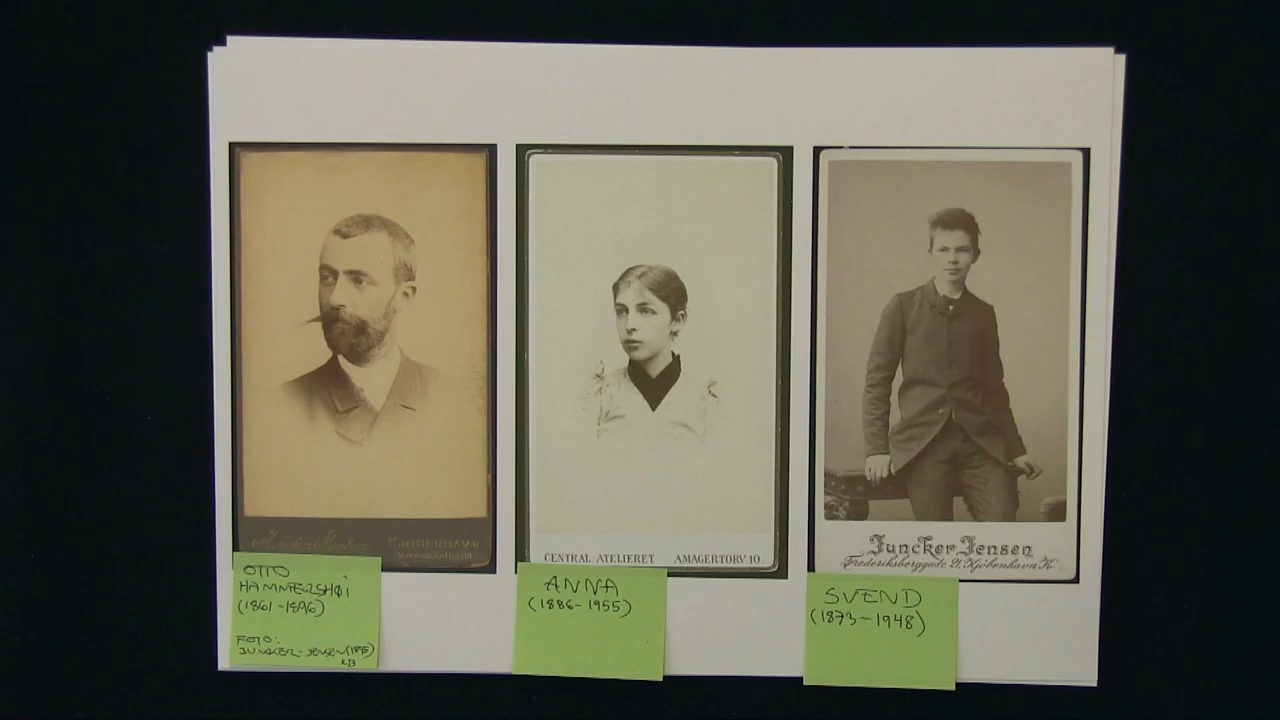 KJØBENHAVN
OTTO
HAMMERSHØI
(1861-1896)
FOTO:
CENTRAL ATELIERET AMAGERTORV 10.
ANNA
(1886-1955)
Juncker-Jensen
Frederiksberggade 21. Kjøbenhavn K.
SVEND
(1873-1948)